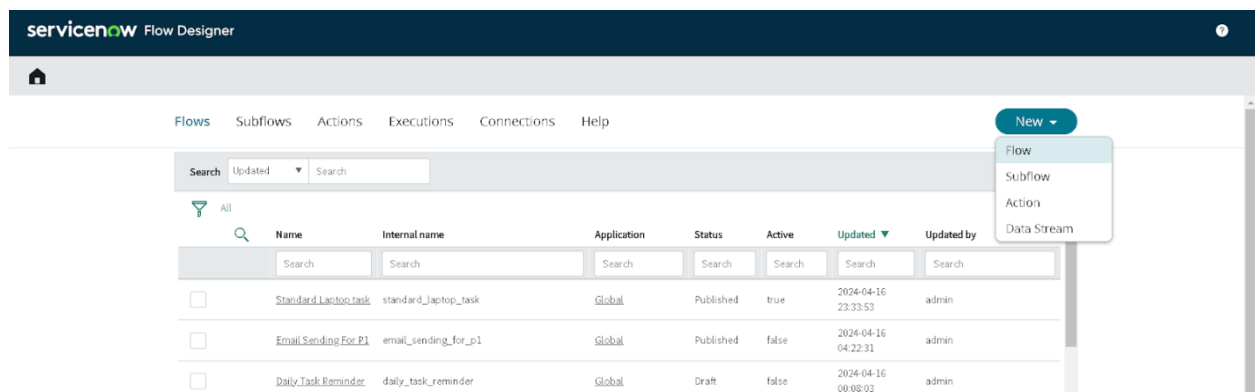 servicenow Flow Designer
?
Flows Subflows Actions Executions Connections Help New
Flow
Subflow
Action
Data Stream
Search Updated Search
All
Name Internal name Application Status Active Updated Updated by
Search Search Search Search Search Search Search
Standard Laptop task standard_laptop_task Global Published true 2024-04-16 23:33:53 admin
Email Sending For P1 email_sending_for_p1 Global Published false 2024-04-16 04:22:31 admin
Daily Task Reminder daily_task_reminder Global Draft false 2024-04-16 00:08:03 admin